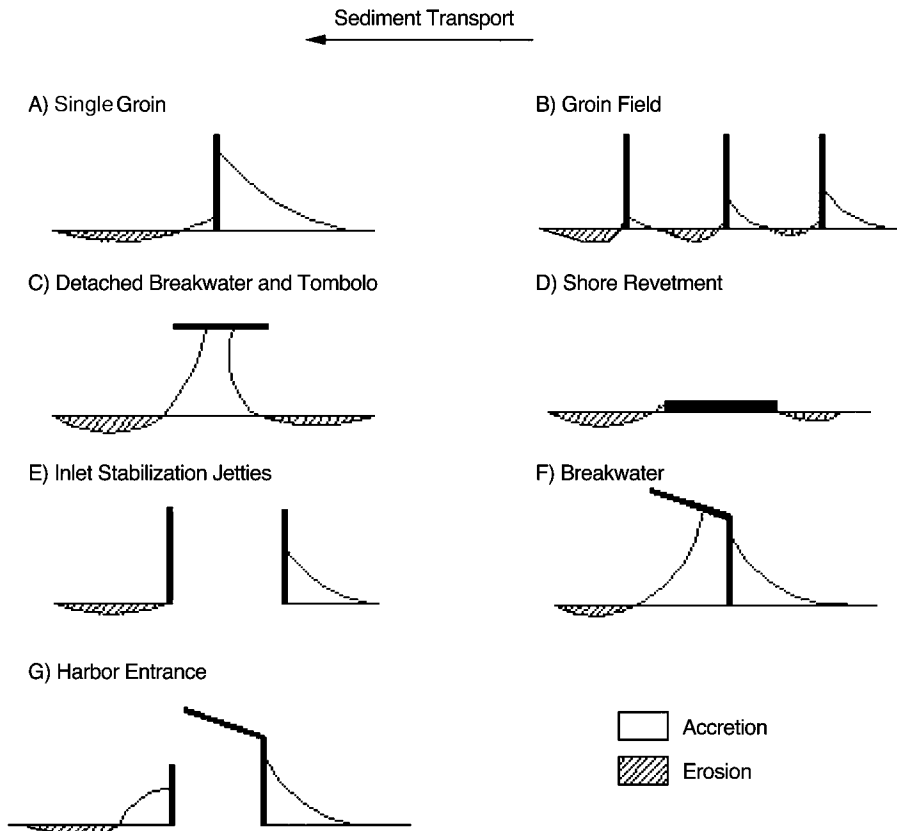 Sediment Transport
A) Single Groin
B) Groin Field
C) Detached Breakwater and Tombolo
D) Shore Revetment
E) Inlet Stabilization Jetties
F) Breakwater
G) Harbor Entrance
Accretion
Erosion